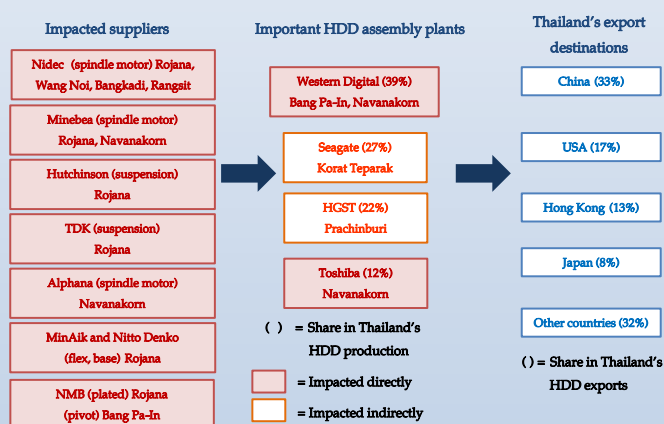 Impacted suppliers
Nidec (spindle motor) Rojana,
Wang Noi, Bangkadi, Rangsit
Minebea (spindle motor)
Rojana, Navanakorn
Hutchinson (suspension)
Rojana
TDK (suspension)
Rojana
Alphana (spindle motor)
Navanakorn
MinAik and Nitto Denko
(flex, base) Rojana
NMB (plated) Rojana
(pivot) Bang Pa-In
Important HDD assembly plants
Western Digital (39%)
Bang Pa-In, Navanakorn
Seagate (27%)
Korat Teparak
HGST (22%)
Prachinburi
Toshiba (12%)
Navanakorn
( ) = Share in Thailand's
HDD production
= Impacted directly
= Impacted indirectly
Thailand's export
destinations
China (33%)
USA (17%)
Hong Kong (13%)
Japan (8%)
Other countries (32%)
( ) = Share in Thailand's
HDD exports